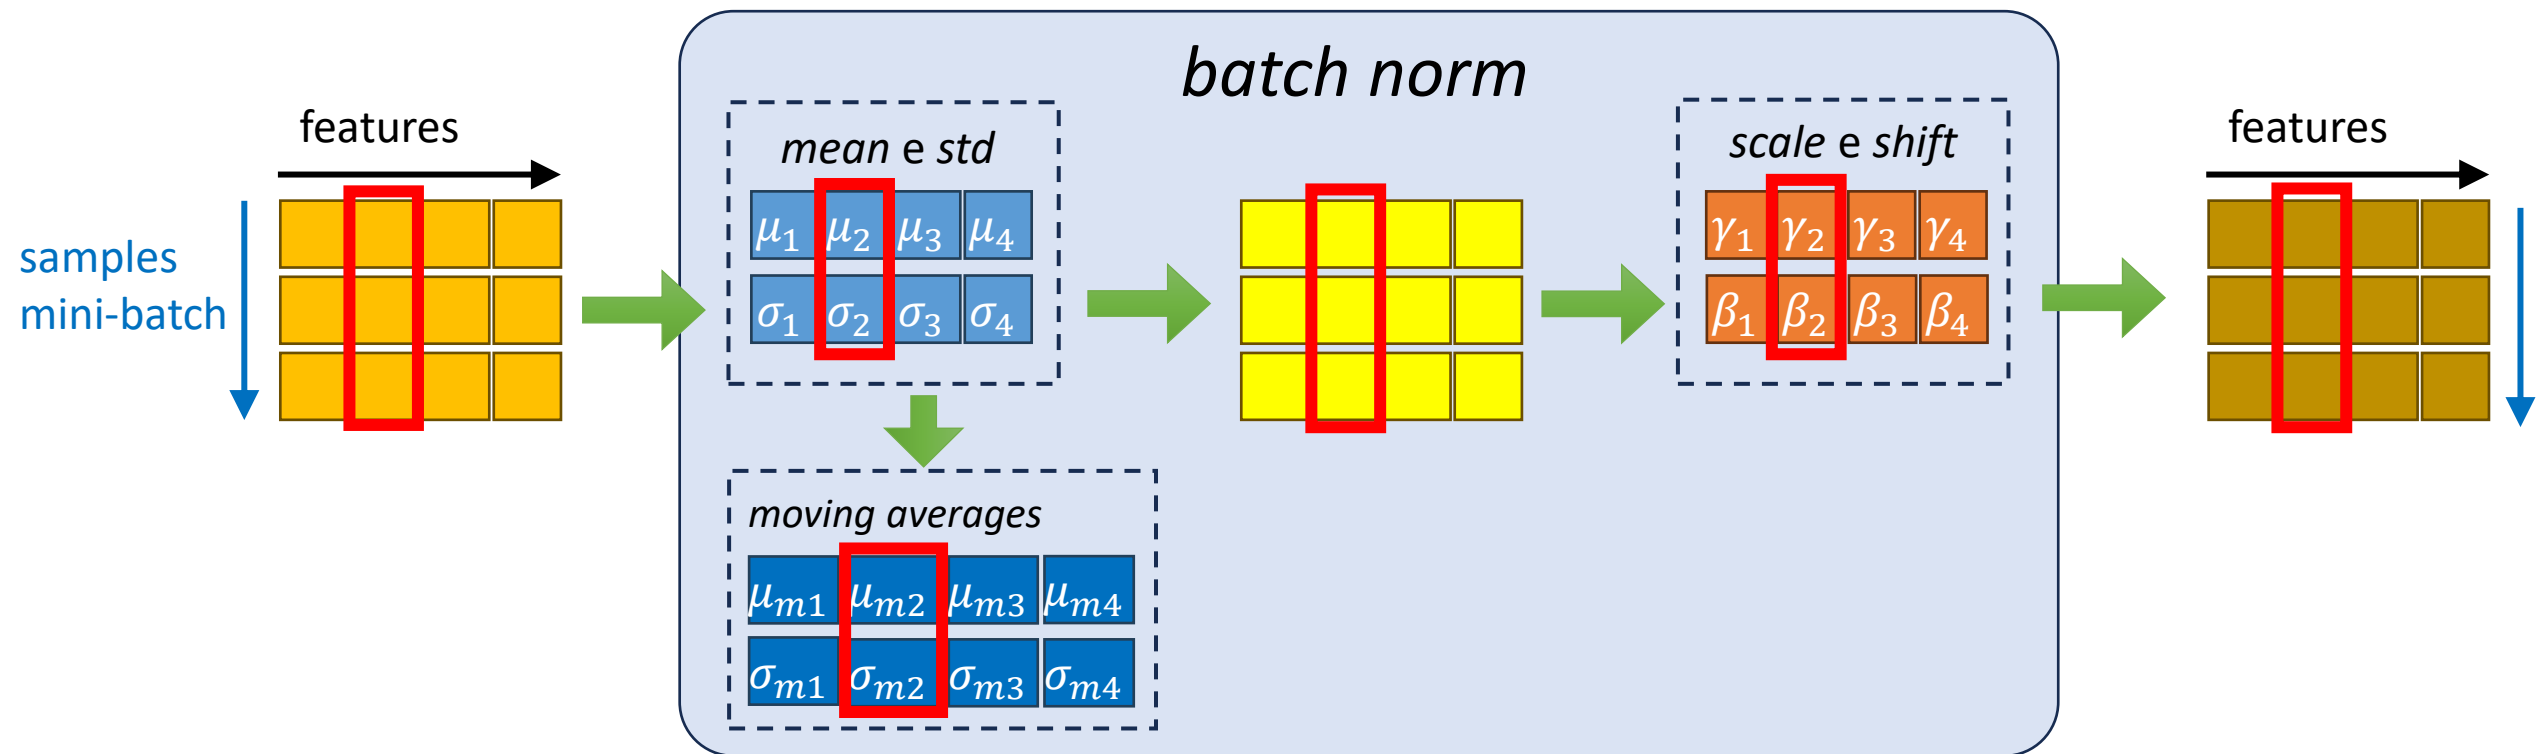 batch norm
features
samples
mini-batch
mean e std
μ₁ μ₂ μ₃ μ₄
σ₁ σ₂ σ₃ σ₄
moving averages
μₘ₁ μₘ₂ μₘ₃ μₘ₄
σₘ₁ σₘ₂ σₘ₃ σₘ₄
scale e shift
γ₁ γ₂ γ₃ γ₄
β₁ β₂ β₃ β₄
features